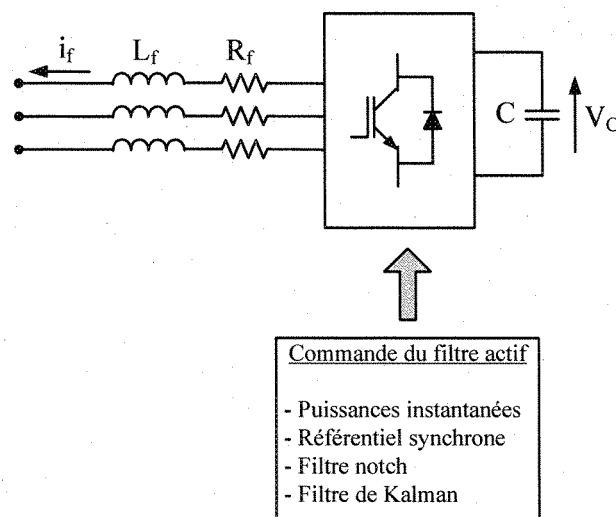 i_f L_f R_f
C V_C
Commande du filtre actif
- Puissances instantanées
- Référentiel synchrone
- Filtre notch
- Filtre de Kalman